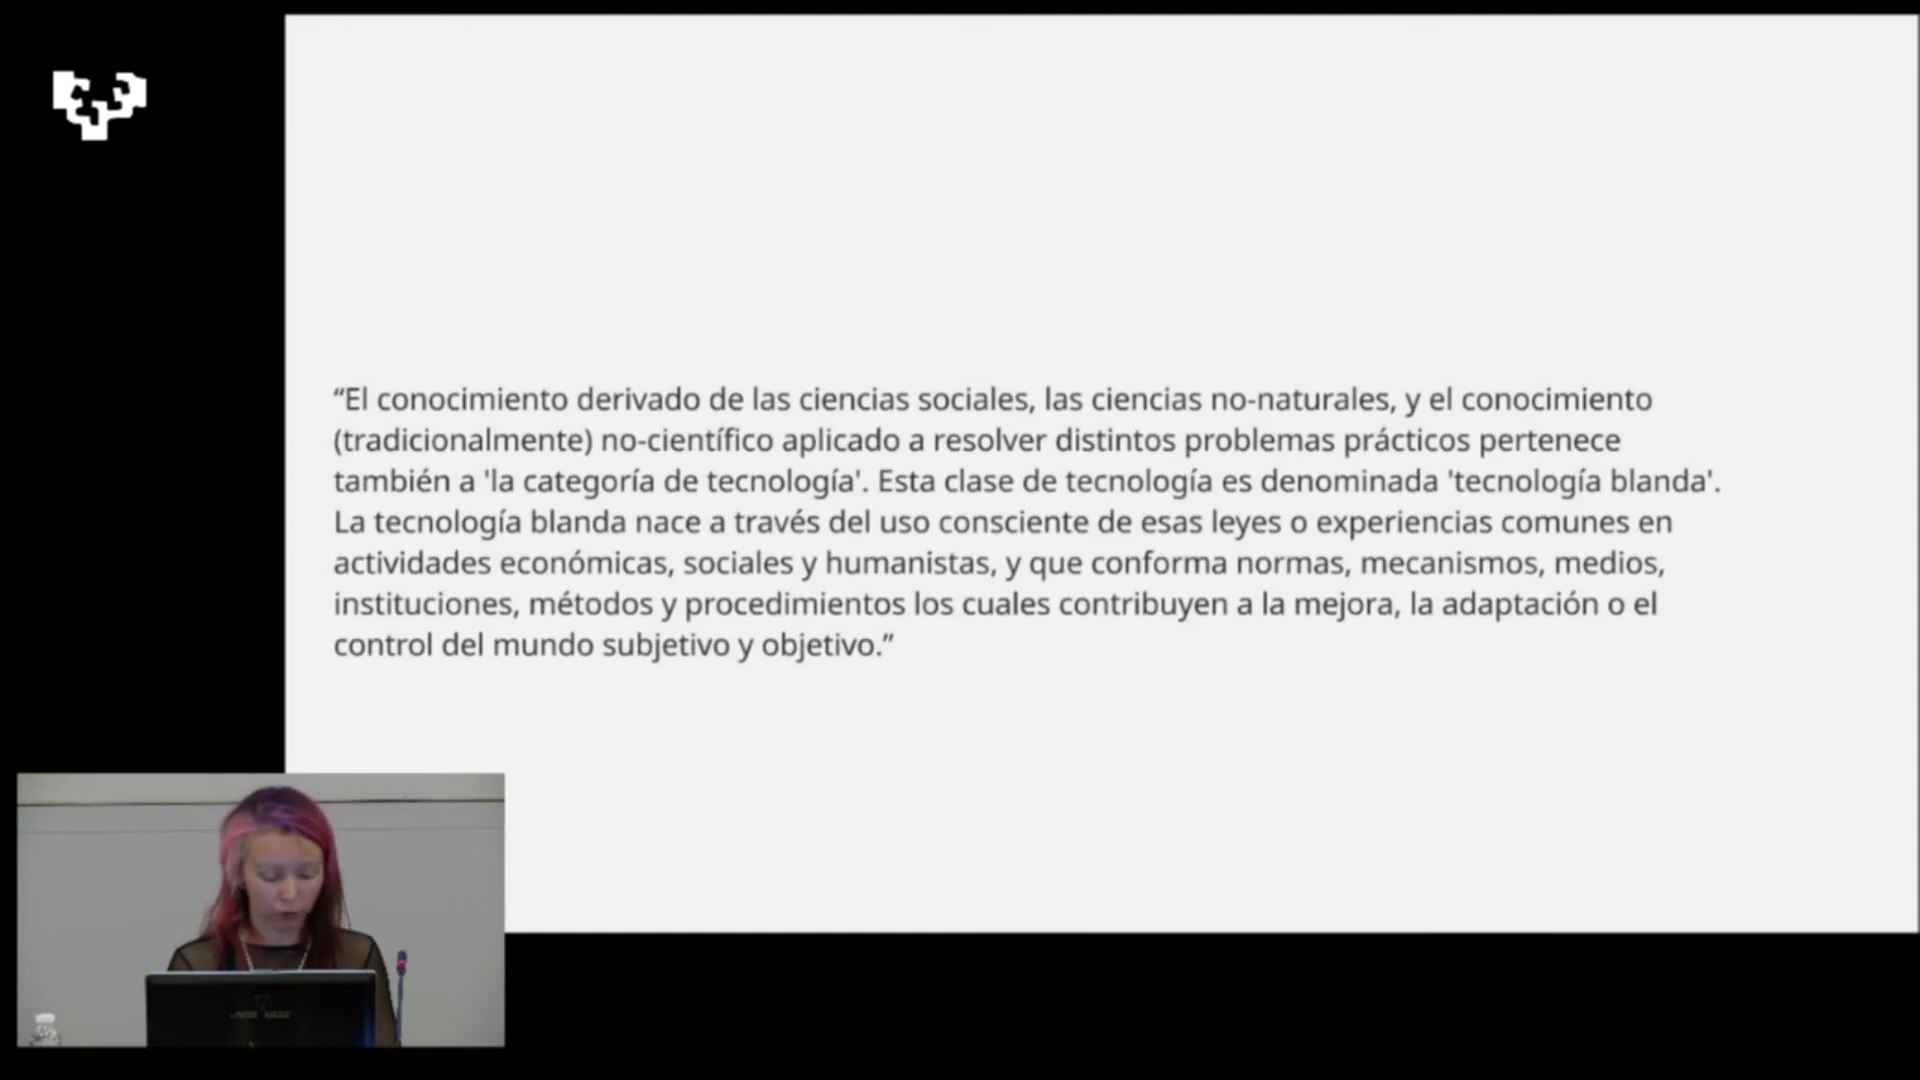 “El conocimiento derivado de las ciencias sociales, las ciencias no-naturales, y el conocimiento
(tradicionalmente) no-científico aplicado a resolver distintos problemas prácticos pertenece
también a 'la categoría de tecnología'. Esta clase de tecnología es denominada 'tecnología blanda'.
La tecnología blanda nace a través del uso consciente de esas leyes o experiencias comunes en
actividades económicas, sociales y humanistas, y que conforma normas, mecanismos, medios,
instituciones, métodos y procedimientos los cuales contribuyen a la mejora, la adaptación o el
control del mundo subjetivo y objetivo.”